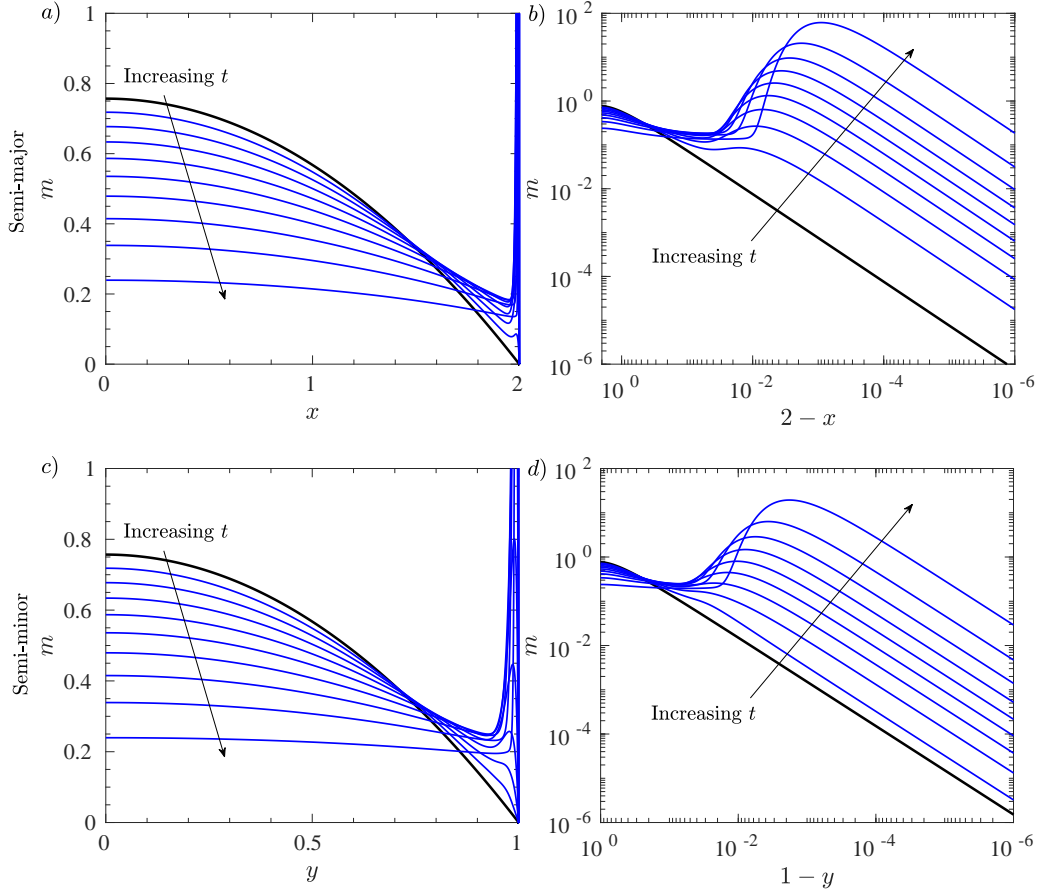 a)
1
0.8
0.6
0.4
0.2
0
0
1
2
Increasing t
Semi-major
m
x
b)
10 2
10 0
10 -2
10 -4
10 -6
10 0
10 -2
10 -4
10 -6
Increasing t
m
2 − x
c)
1
0.8
0.6
0.4
0.2
0
0
0.5
1
Increasing t
Semi-minor
m
y
d)
10 2
10 0
10 -2
10 -4
10 -6
10 0
10 -2
10 -4
10 -6
Increasing t
m
1 − y